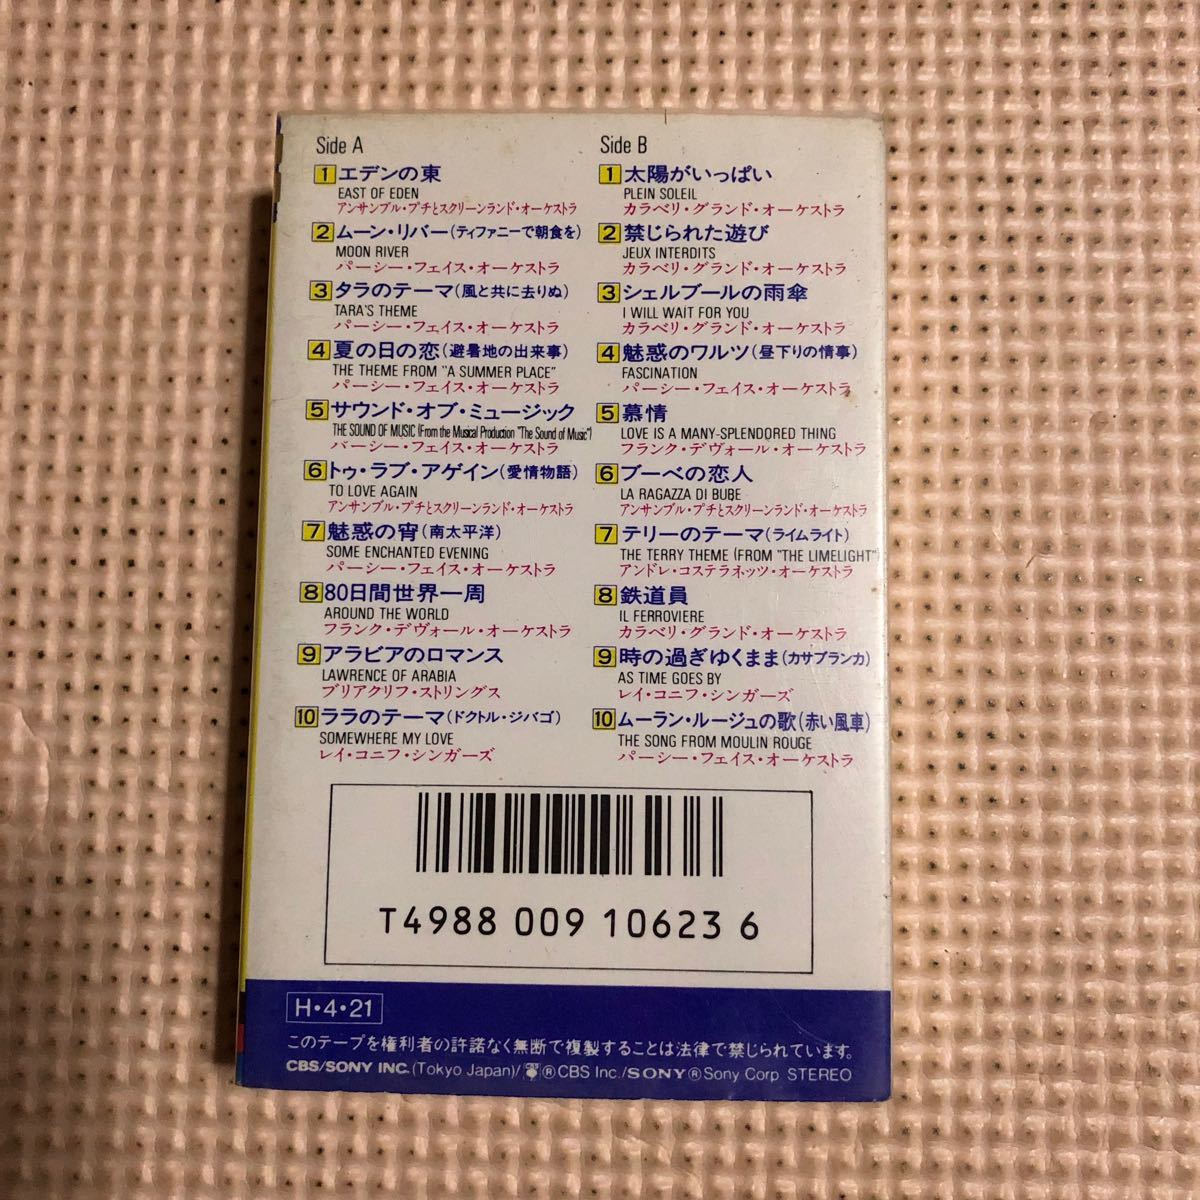 Side A
1 エデンの東
EAST OF EDEN
アンサンブル・プチとスクリーンランド・オーケストラ
2 ムーン・リバー(ティファニーで朝食を)
MOON RIVER
パーシー・フェイス・オーケストラ
3 タラのテーマ(風と共に去りぬ)
TARA'S THEME
パーシー・フェイス・オーケストラ
4 夏の日の恋(避暑地の出来事)
THE THEME FROM "A SUMMER PLACE"
パーシー・フェイス・オーケストラ
5 サウンド・オブ・ミュージック
THE SOUND OF MUSIC (From the Musical Production "The Sound of Music")
パーシー・フェイス・オーケストラ
6 トゥ・ラブ・アゲイン(愛情物語)
TO LOVE AGAIN
アンサンブル・プチとスクリーンランド・オーケストラ
7 魅惑の宵(南太平洋)
SOME ENCHANTED EVENING
パーシー・フェイス・オーケストラ
8 80日間世界一周
AROUND THE WORLD
フランク・デヴォール・オーケストラ
9 アラビアのロマンス
LAWRENCE OF ARABIA
ブリアクリフ・ストリングス
10 ララのテーマ(ドクトル・ジバゴ)
SOMEWHERE MY LOVE
レイ・コニフ・シンガーズ
Side B
1 太陽がいっぱい
PLEIN SOLEIL
カラベリ・グランド・オーケストラ
2 禁じられた遊び
JEUX INTERDITS
カラベリ・グランド・オーケストラ
3 シェルブールの雨傘
I WILL WAIT FOR YOU
カラベリ・グランド・オーケストラ
4 魅惑のワルツ(昼下りの情事)
FASCINATION
パーシー・フェイス・オーケストラ
5 慕情
LOVE IS A MANY-SPLENDORED THING
フランク・デヴォール・オーケストラ
6 ブーベの恋人
LA RAGAZZA DI BUBE
アンサンブル・プチとスクリーンランド・オーケストラ
7 テリーのテーマ(ライムライト)
THE TERRY THEME (FROM "THE LIMELIGHT")
アンドレ・コステラネッツ・オーケストラ
8 鉄道員
IL FERROVIERE
カラベリ・グランド・オーケストラ
9 時の過ぎゆくまま(カサブランカ)
AS TIME GOES BY
レイ・コニフ・シンガーズ
10 ムーラン・ルージュの歌(赤い風車)
THE SONG FROM MOULIN ROUGE
パーシー・フェイス・オーケストラ
T4988 009 10623 6
H・4・21
このテープを権利者の許諾なく無断で複製することは法律で禁じられています。
CBS/SONY INC. (Tokyo Japan)/ ® CBS Inc./SONY ® Sony Corp STEREO